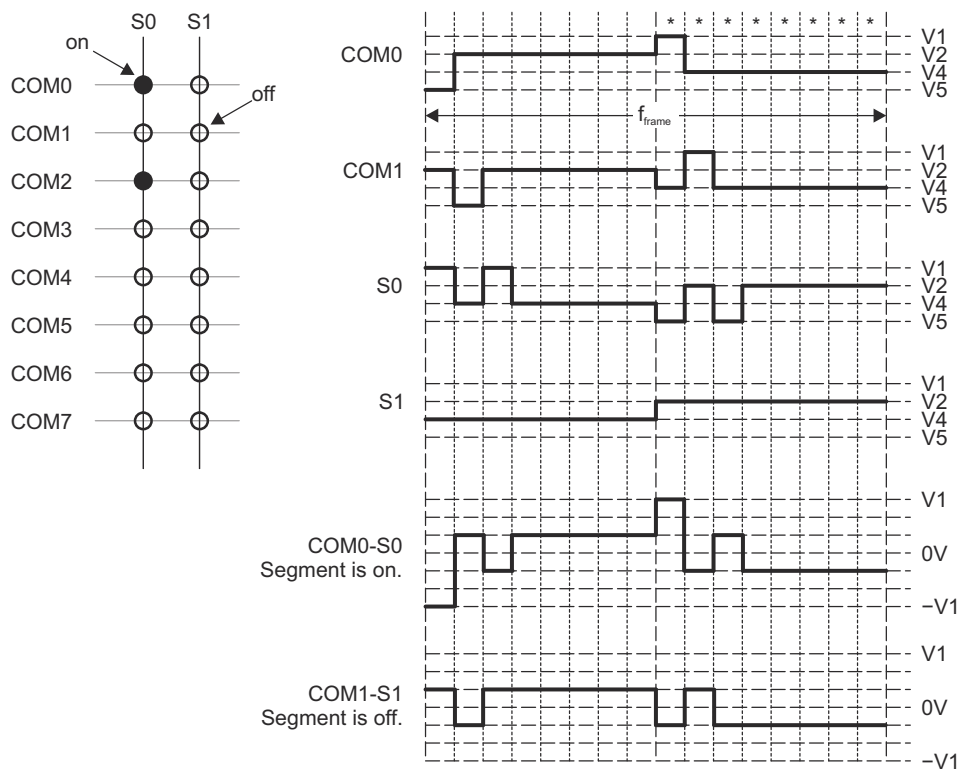 S0 S1
on
off
COM0
COM1
COM2
COM3
COM4
COM5
COM6
COM7
* * * * * * * *
COM0
V1
V2
V4
V5
fframe
COM1
V1
V2
V4
V5
S0
V1
V2
V4
V5
S1
V1
V2
V4
V5
COM0-S0
Segment is on.
V1
0V
−V1
COM1-S1
Segment is off.
V1
0V
−V1